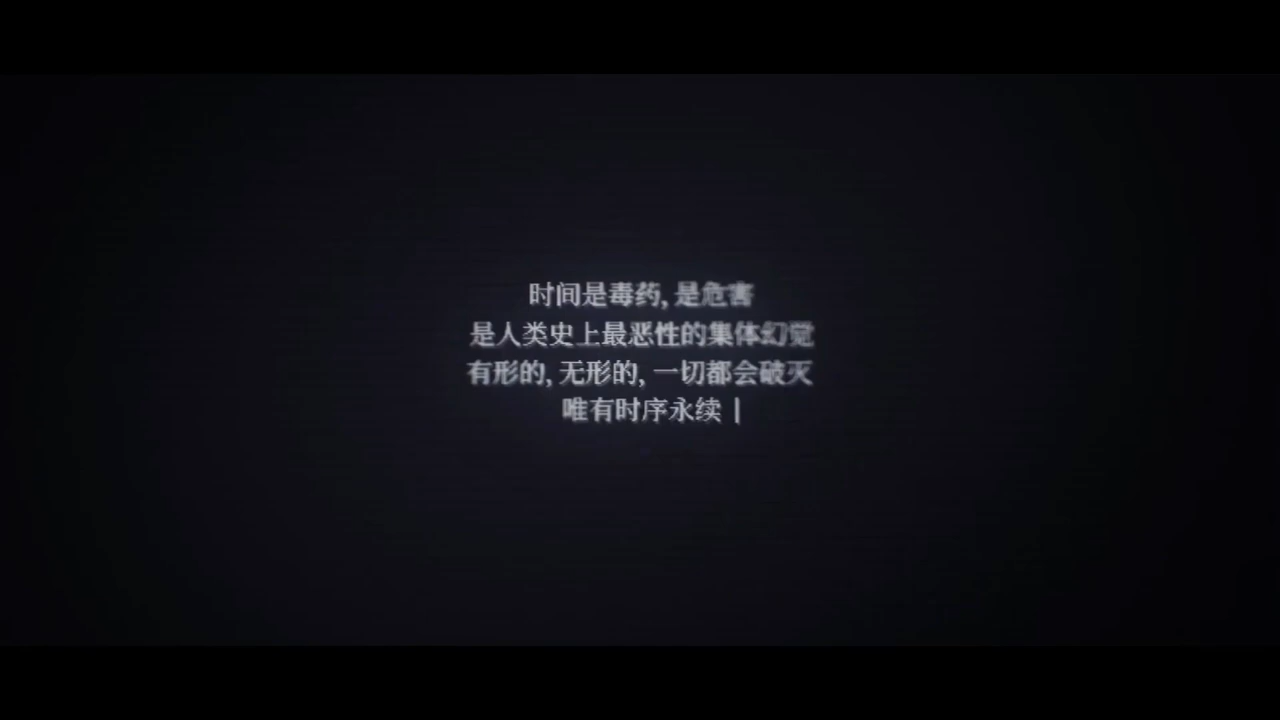 时间是毒药, 是危害
是人类史上最恶性的集体幻觉
有形的, 无形的, 一切都会破灭
唯有时序永续